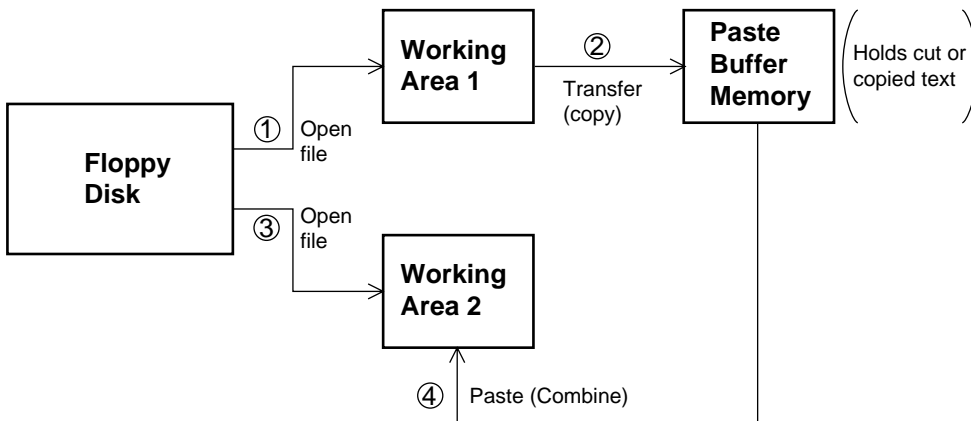 Working
Area 1
②
Transfer
(copy)
Paste
Buffer
Memory
Holds cut or
copied text
①
Open
file
Floppy
Disk
③
Open
file
Working
Area 2
④
Paste (Combine)